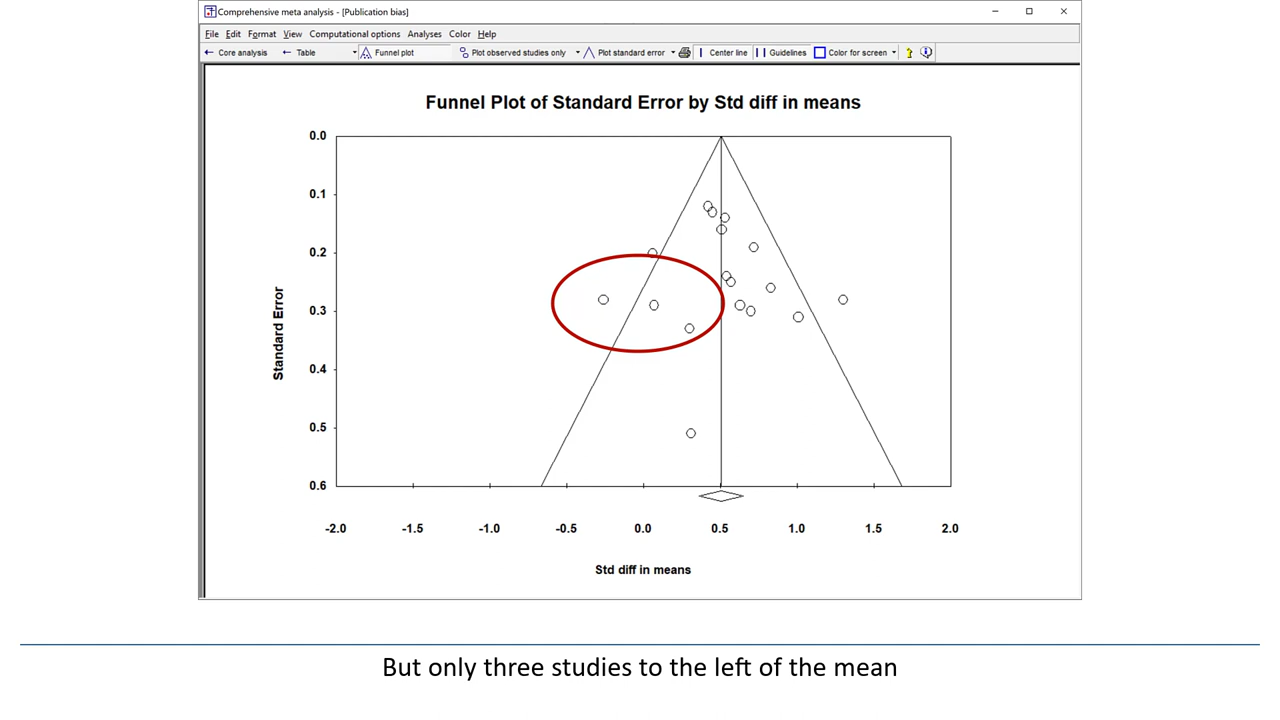 Comprehensive meta analysis - [Publication bias]
File Edit Format View Computational options Analyses Color Help
Core analysis Table Funnel plot Plot observed studies only Plot standard error Center line Guidelines Color for screen ?
Funnel Plot of Standard Error by Std diff in means
0.0
0.1
0.2
0.3
0.4
0.5
0.6
Standard Error
-2.0 -1.5 -1.0 -0.5 0.0 0.5 1.0 1.5 2.0
Std diff in means
But only three studies to the left of the mean